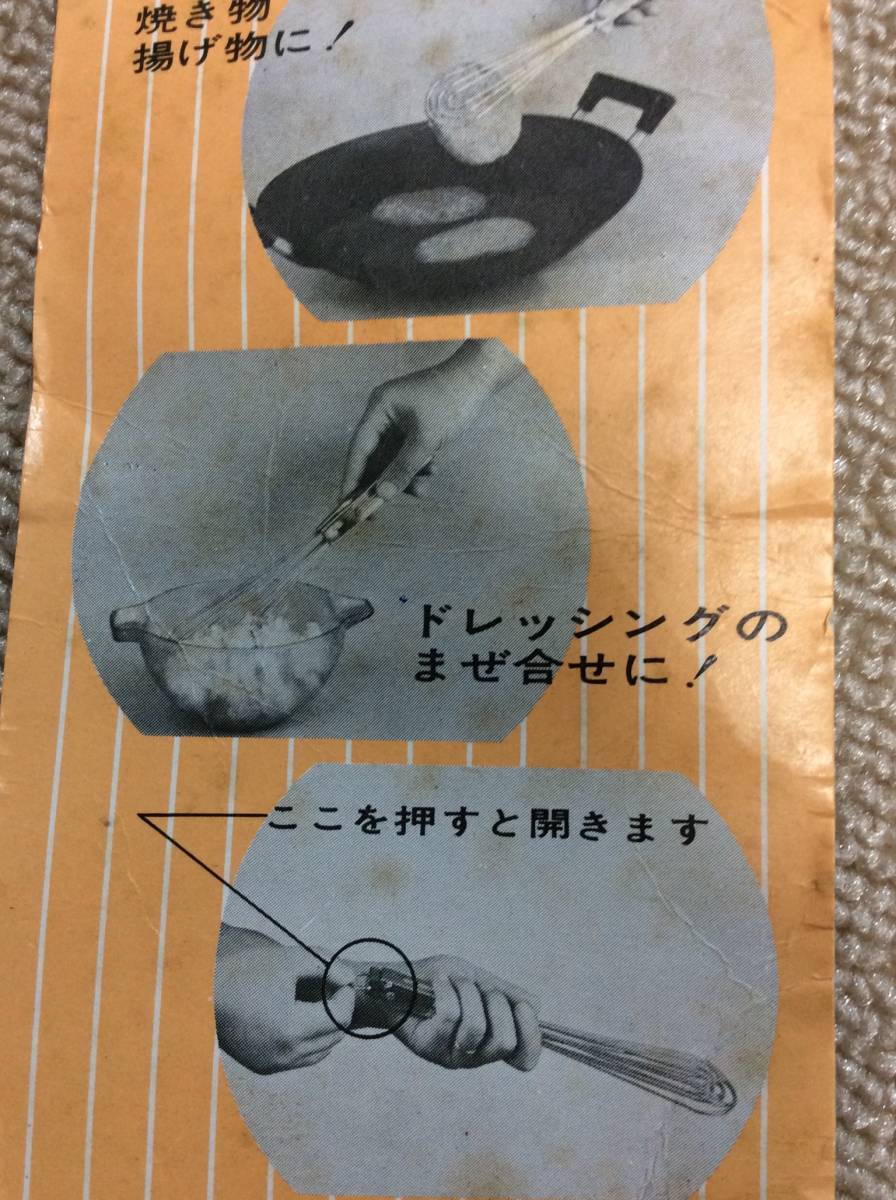 焼き物
揚げ物に!
ドレッシングの
まぜ合せに!
ここを押すと開きます